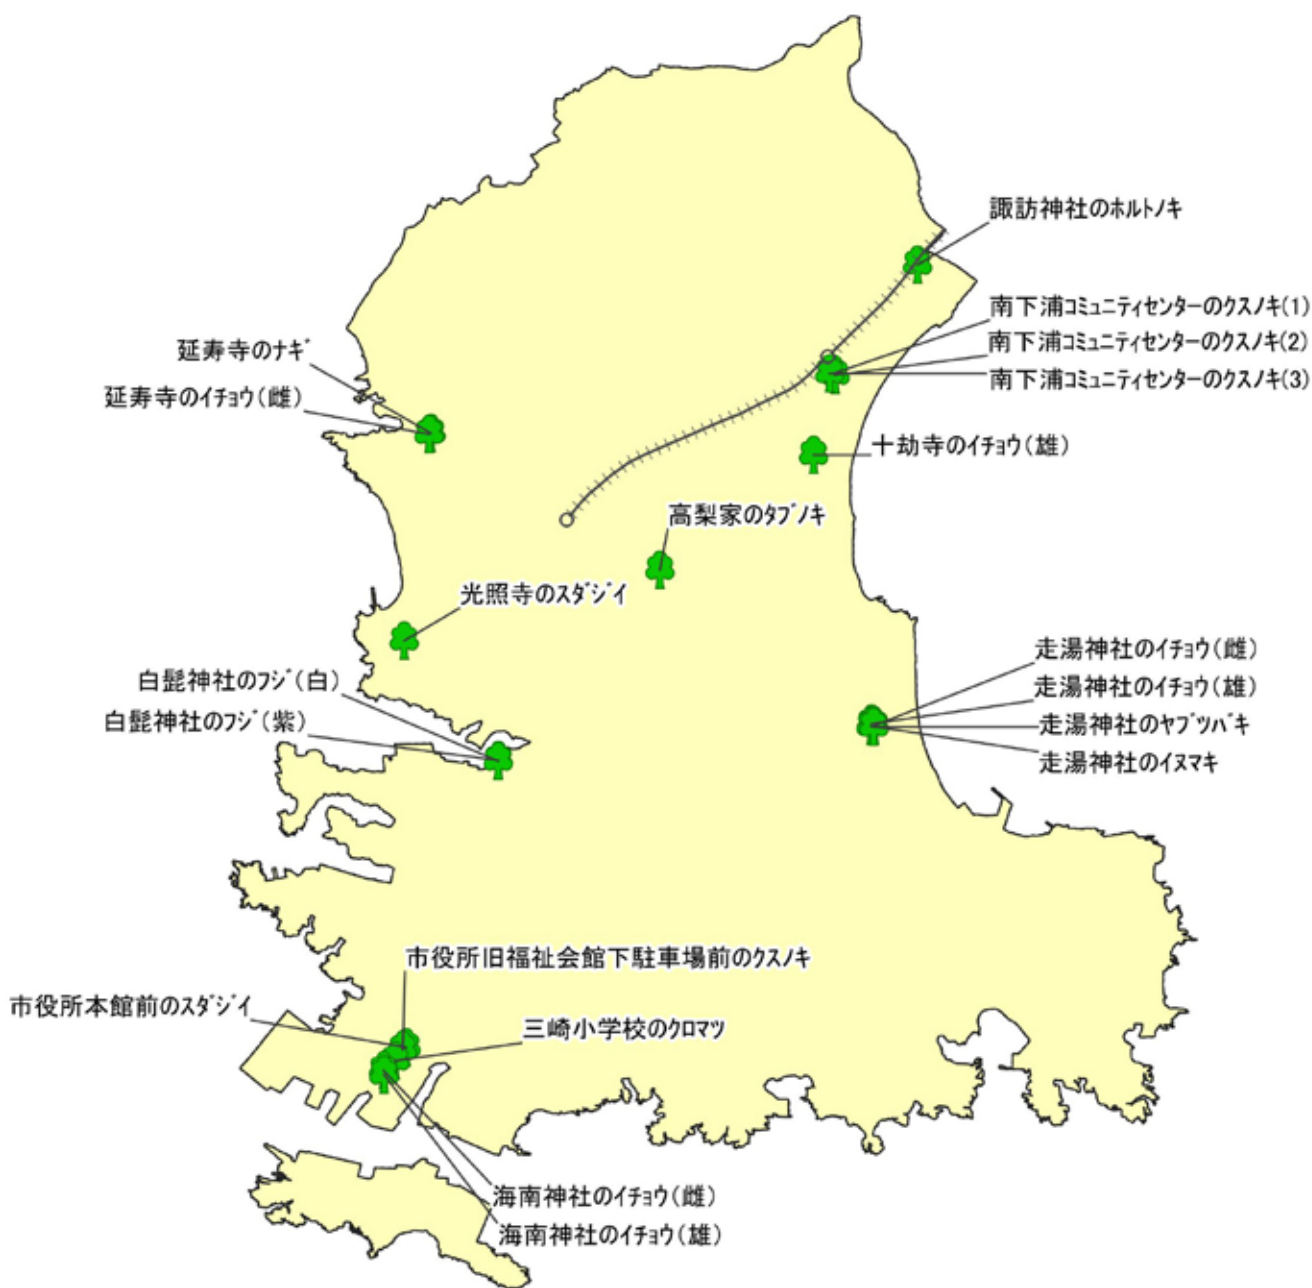 諏訪神社のホルトノキ
南下浦コミュニティセンターのクスノキ(1)
南下浦コミュニティセンターのクスノキ(2)
南下浦コミュニティセンターのクスノキ(3)
延寿寺のナギ
延寿寺のイチョウ(雌)
十劫寺のイチョウ(雄)
高梨家のタブノキ
光照寺のスダジイ
走湯神社のイチョウ(雌)
走湯神社のイチョウ(雄)
走湯神社のヤブツバキ
走湯神社のイヌマキ
白髭神社のフジ(白)
白髭神社のフジ(紫)
市役所旧福祉会館下駐車場前のクスノキ
市役所本館前のスダジイ
三崎小学校のクロマツ
海南神社のイチョウ(雌)
海南神社のイチョウ(雄)